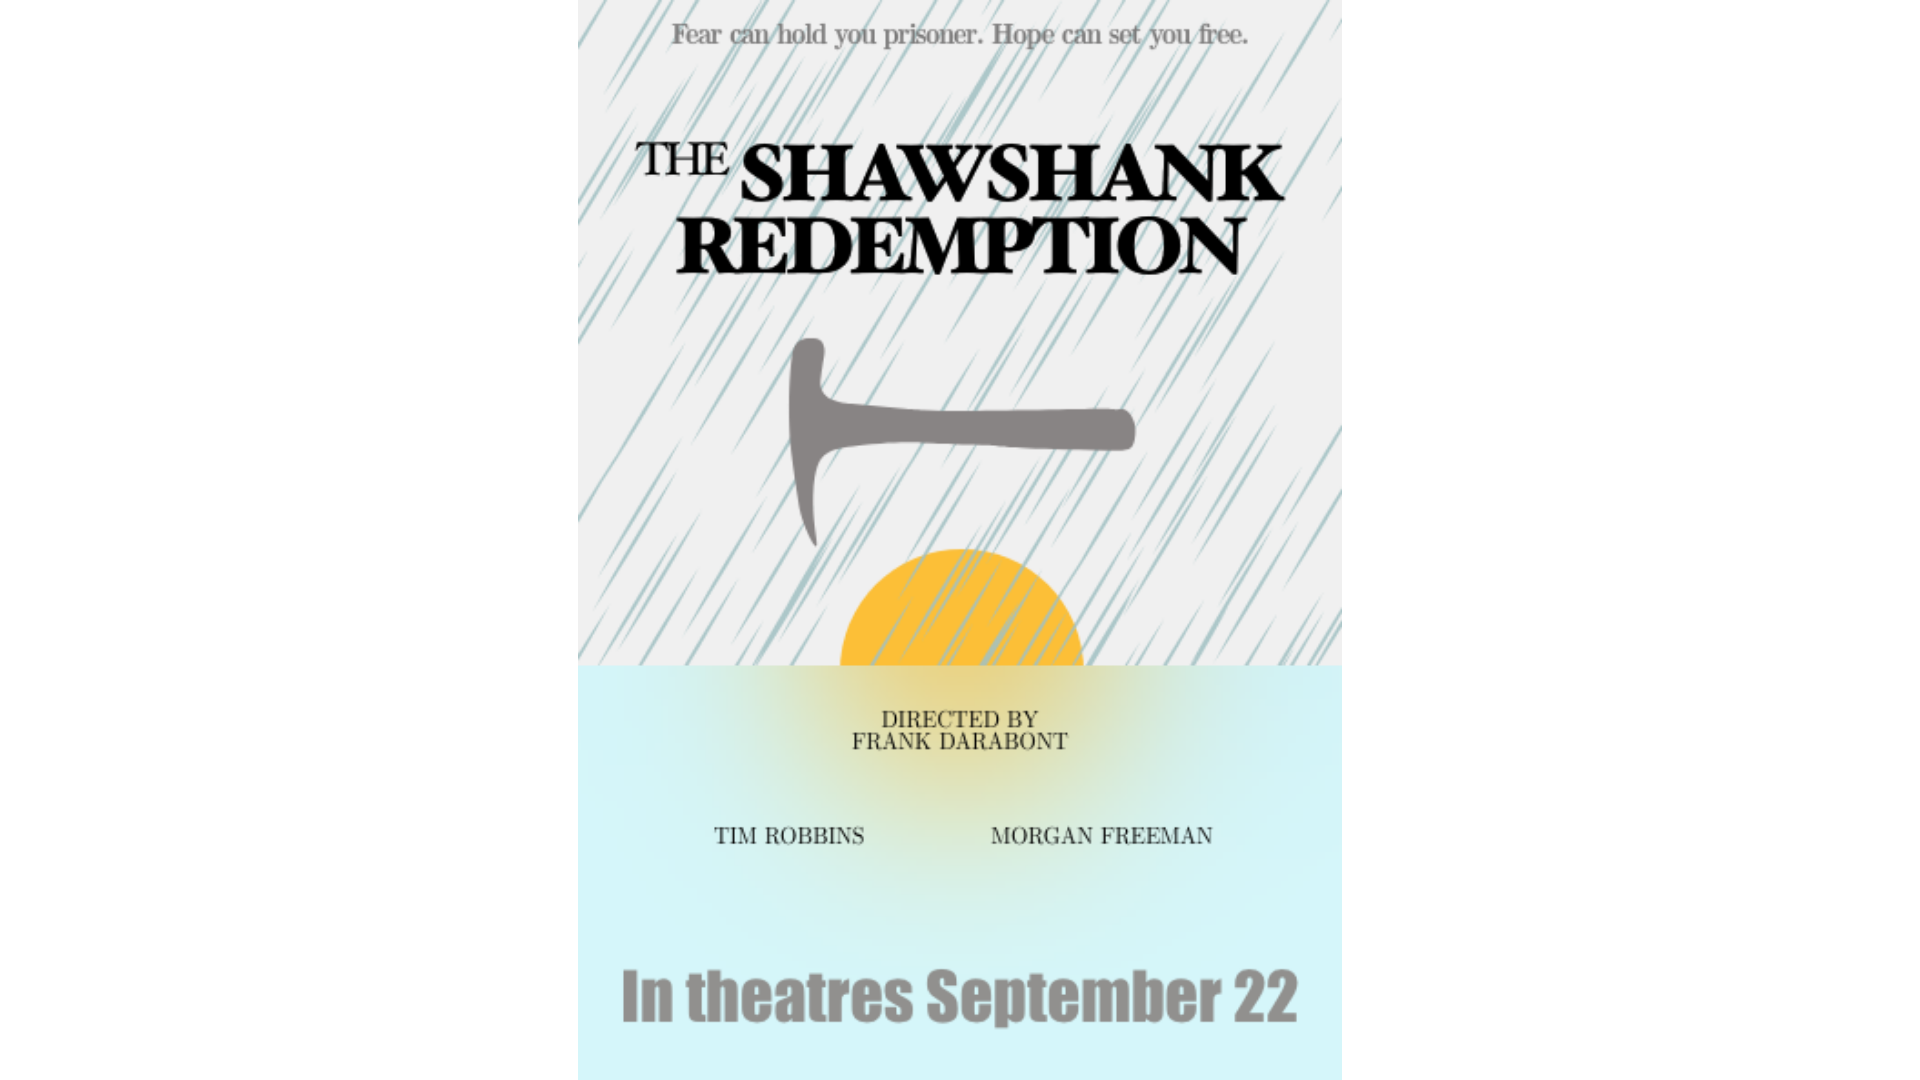 Fear can hold you prisoner. Hope can set you free.
THE SHAWSHANK
REDEMPTION
DIRECTED BY
FRANK DARABONT
TIM ROBBINS MORGAN FREEMAN
In theatres September 22